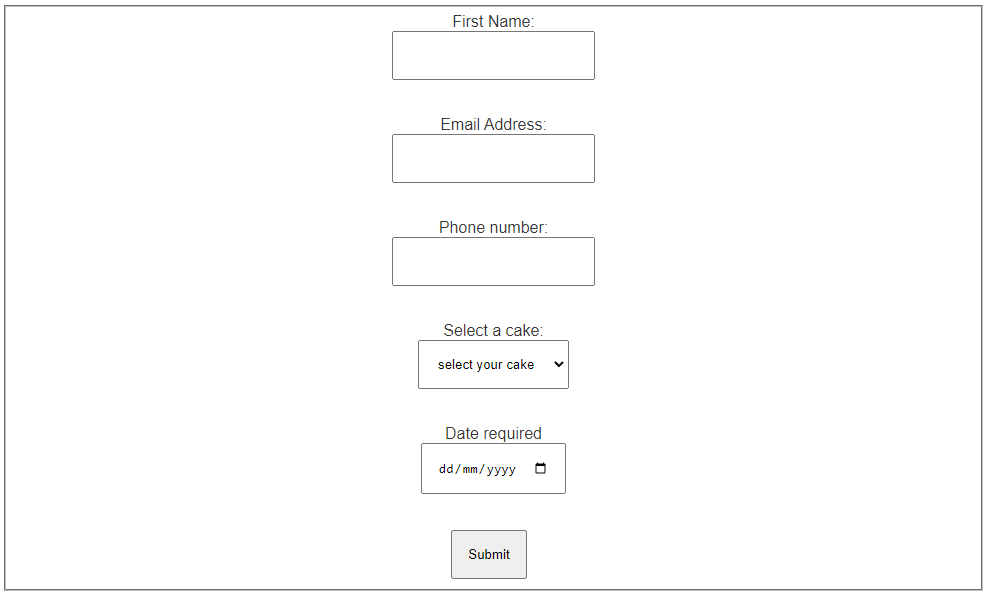 First Name:
Email Address:
Phone number:
Select a cake:
select your cake
Date required
dd/mm/yyyy
Submit